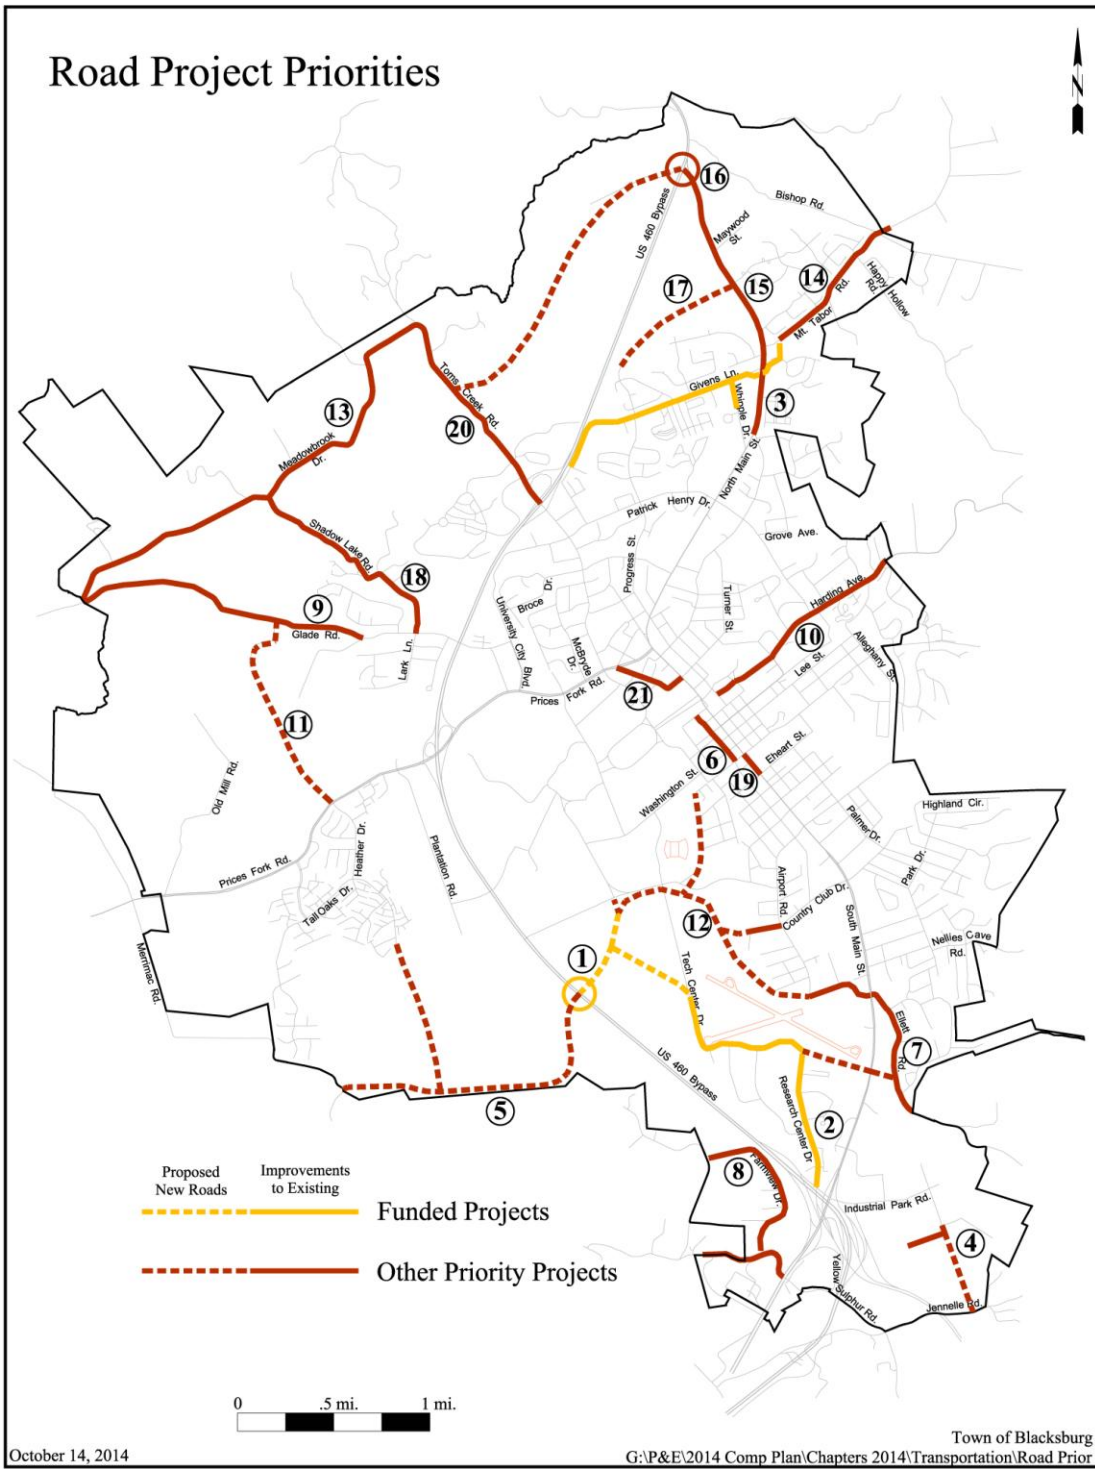 Road Project Priorities
N
16
Bishop Rd.
US 460 Bypass
Maywood
St.
17
15
14
Happy Hollow
Rd.
Mt. Tabor Rd.
Toms Creek Rd.
Givens Ln.
Whipple Dr.
3
13
20
Meadowbrook
Dr.
North Main St.
Patrick Henry Dr.
Grove Ave.
Shadow Lake Rd.
18
Progress St.
Broce Dr.
Turner St.
Harding Ave.
9
Glade Rd.
University City Blvd.
McBryde
Dr.
10
Lee St.
Alleghany St.
Lark Ln.
Prices Fork Rd.
21
11
6
Eheart St.
19
Washington St.
Old Mill Rd.
Highland Cir.
Palmer Dr.
Plantation Rd.
Heather Dr.
Park Dr.
Prices Fork Rd.
Airport Rd.
Country Club Dr.
Tall Oaks Dr.
12
South Main St.
Nellies Cave
Rd.
Merrimac Rd.
1
Tech Center Dr.
Ellett Rd.
7
US 460 Bypass
5
Research Center Dr
2
8
Farmview Dr.
Proposed
New Roads
Improvements
to Existing
Funded Projects
Industrial Park Rd.
4
Other Priority Projects
Yellow Sulphur Rd.
Jennelle Rd.
0 .5 mi. 1 mi.
October 14, 2014
Town of Blacksburg
G:\P&E\2014 Comp Plan\Chapters 2014\Transportation\Road Prior